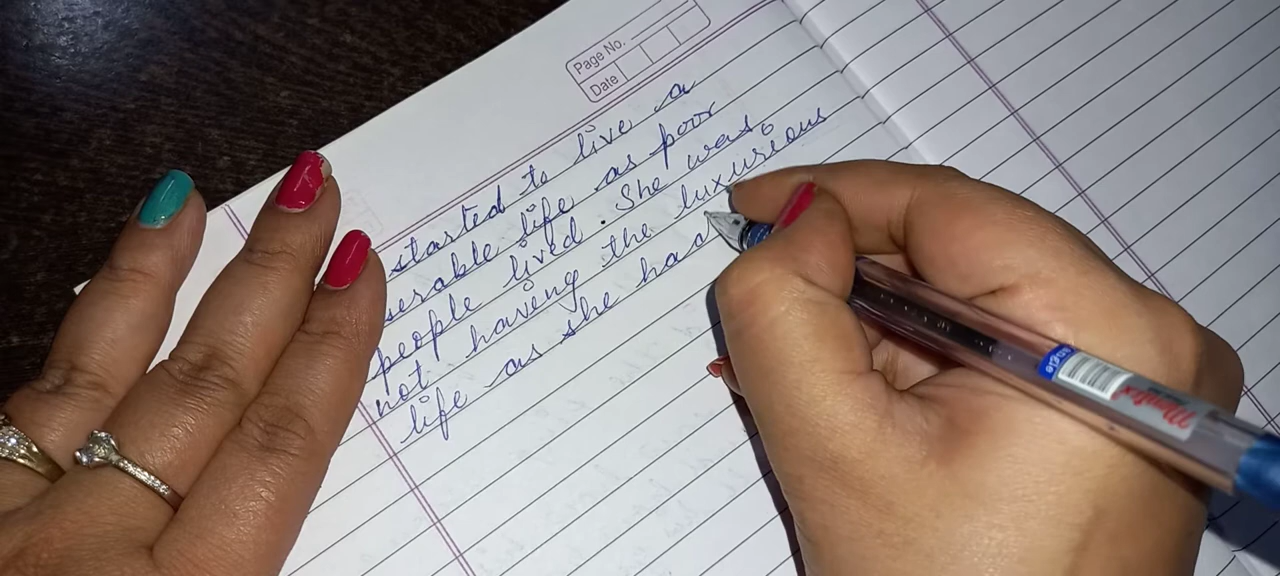 Page No.
Date
started to live a
serable life as poor
people lived. She was
not having the luxurious
life as she had
Montex